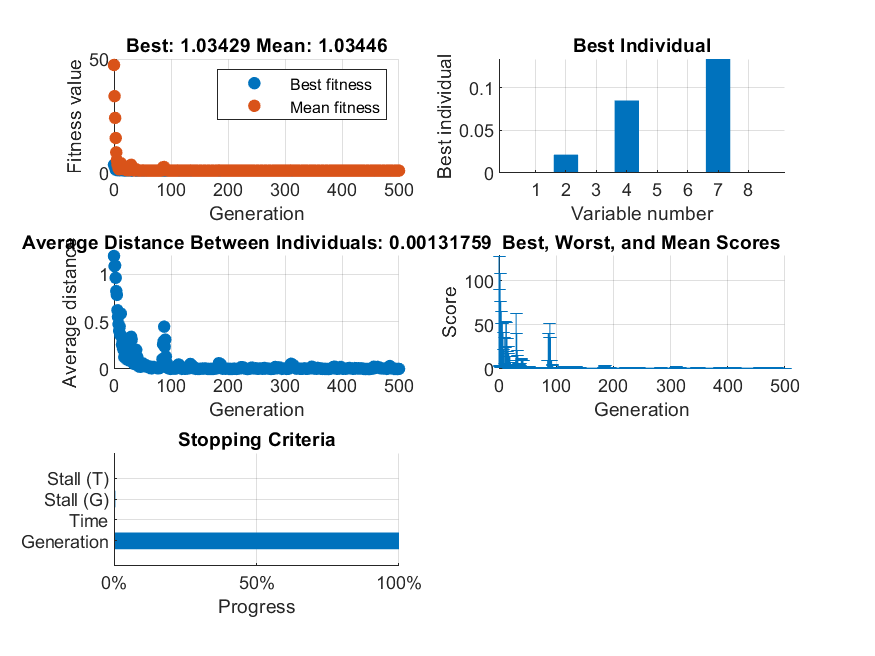 Best: 1.03429 Mean: 1.03446
50
0
Fitness value
Best fitness
Mean fitness
0 100 200 300 400 500
Generation
Best Individual
0.1
0.05
0
Best individual
1 2 3 4 5 6 7 8
Variable number
Average Distance Between Individuals: 0.00131759
1
0.5
0
Average distance
0 100 200 300 400 500
Generation
Best, Worst, and Mean Scores
100
50
0
Score
0 100 200 300 400 500
Generation
Stopping Criteria
Stall (T)
Stall (G)
Time
Generation
0% 50% 100%
Progress